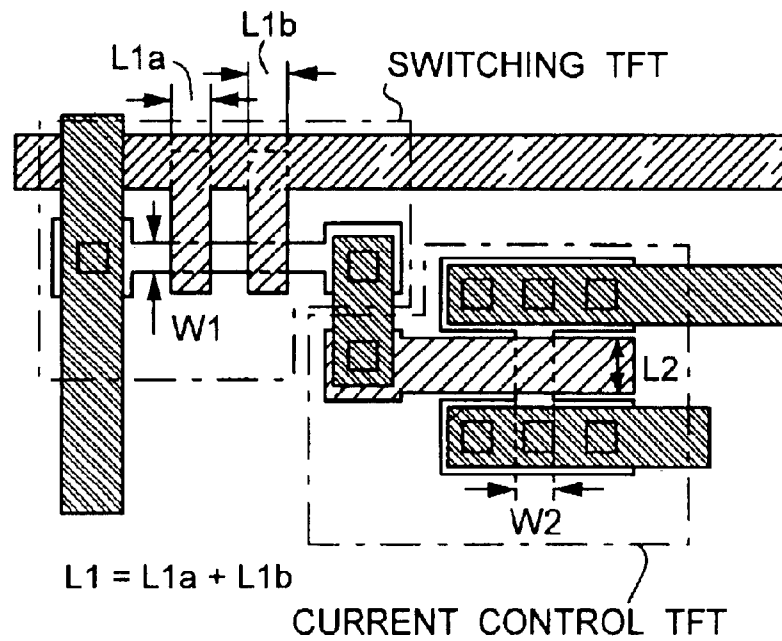 L1b
L1a
SWITCHING TFT
W1
L2
W2
L1 = L1a + L1b
CURRENT CONTROL TFT